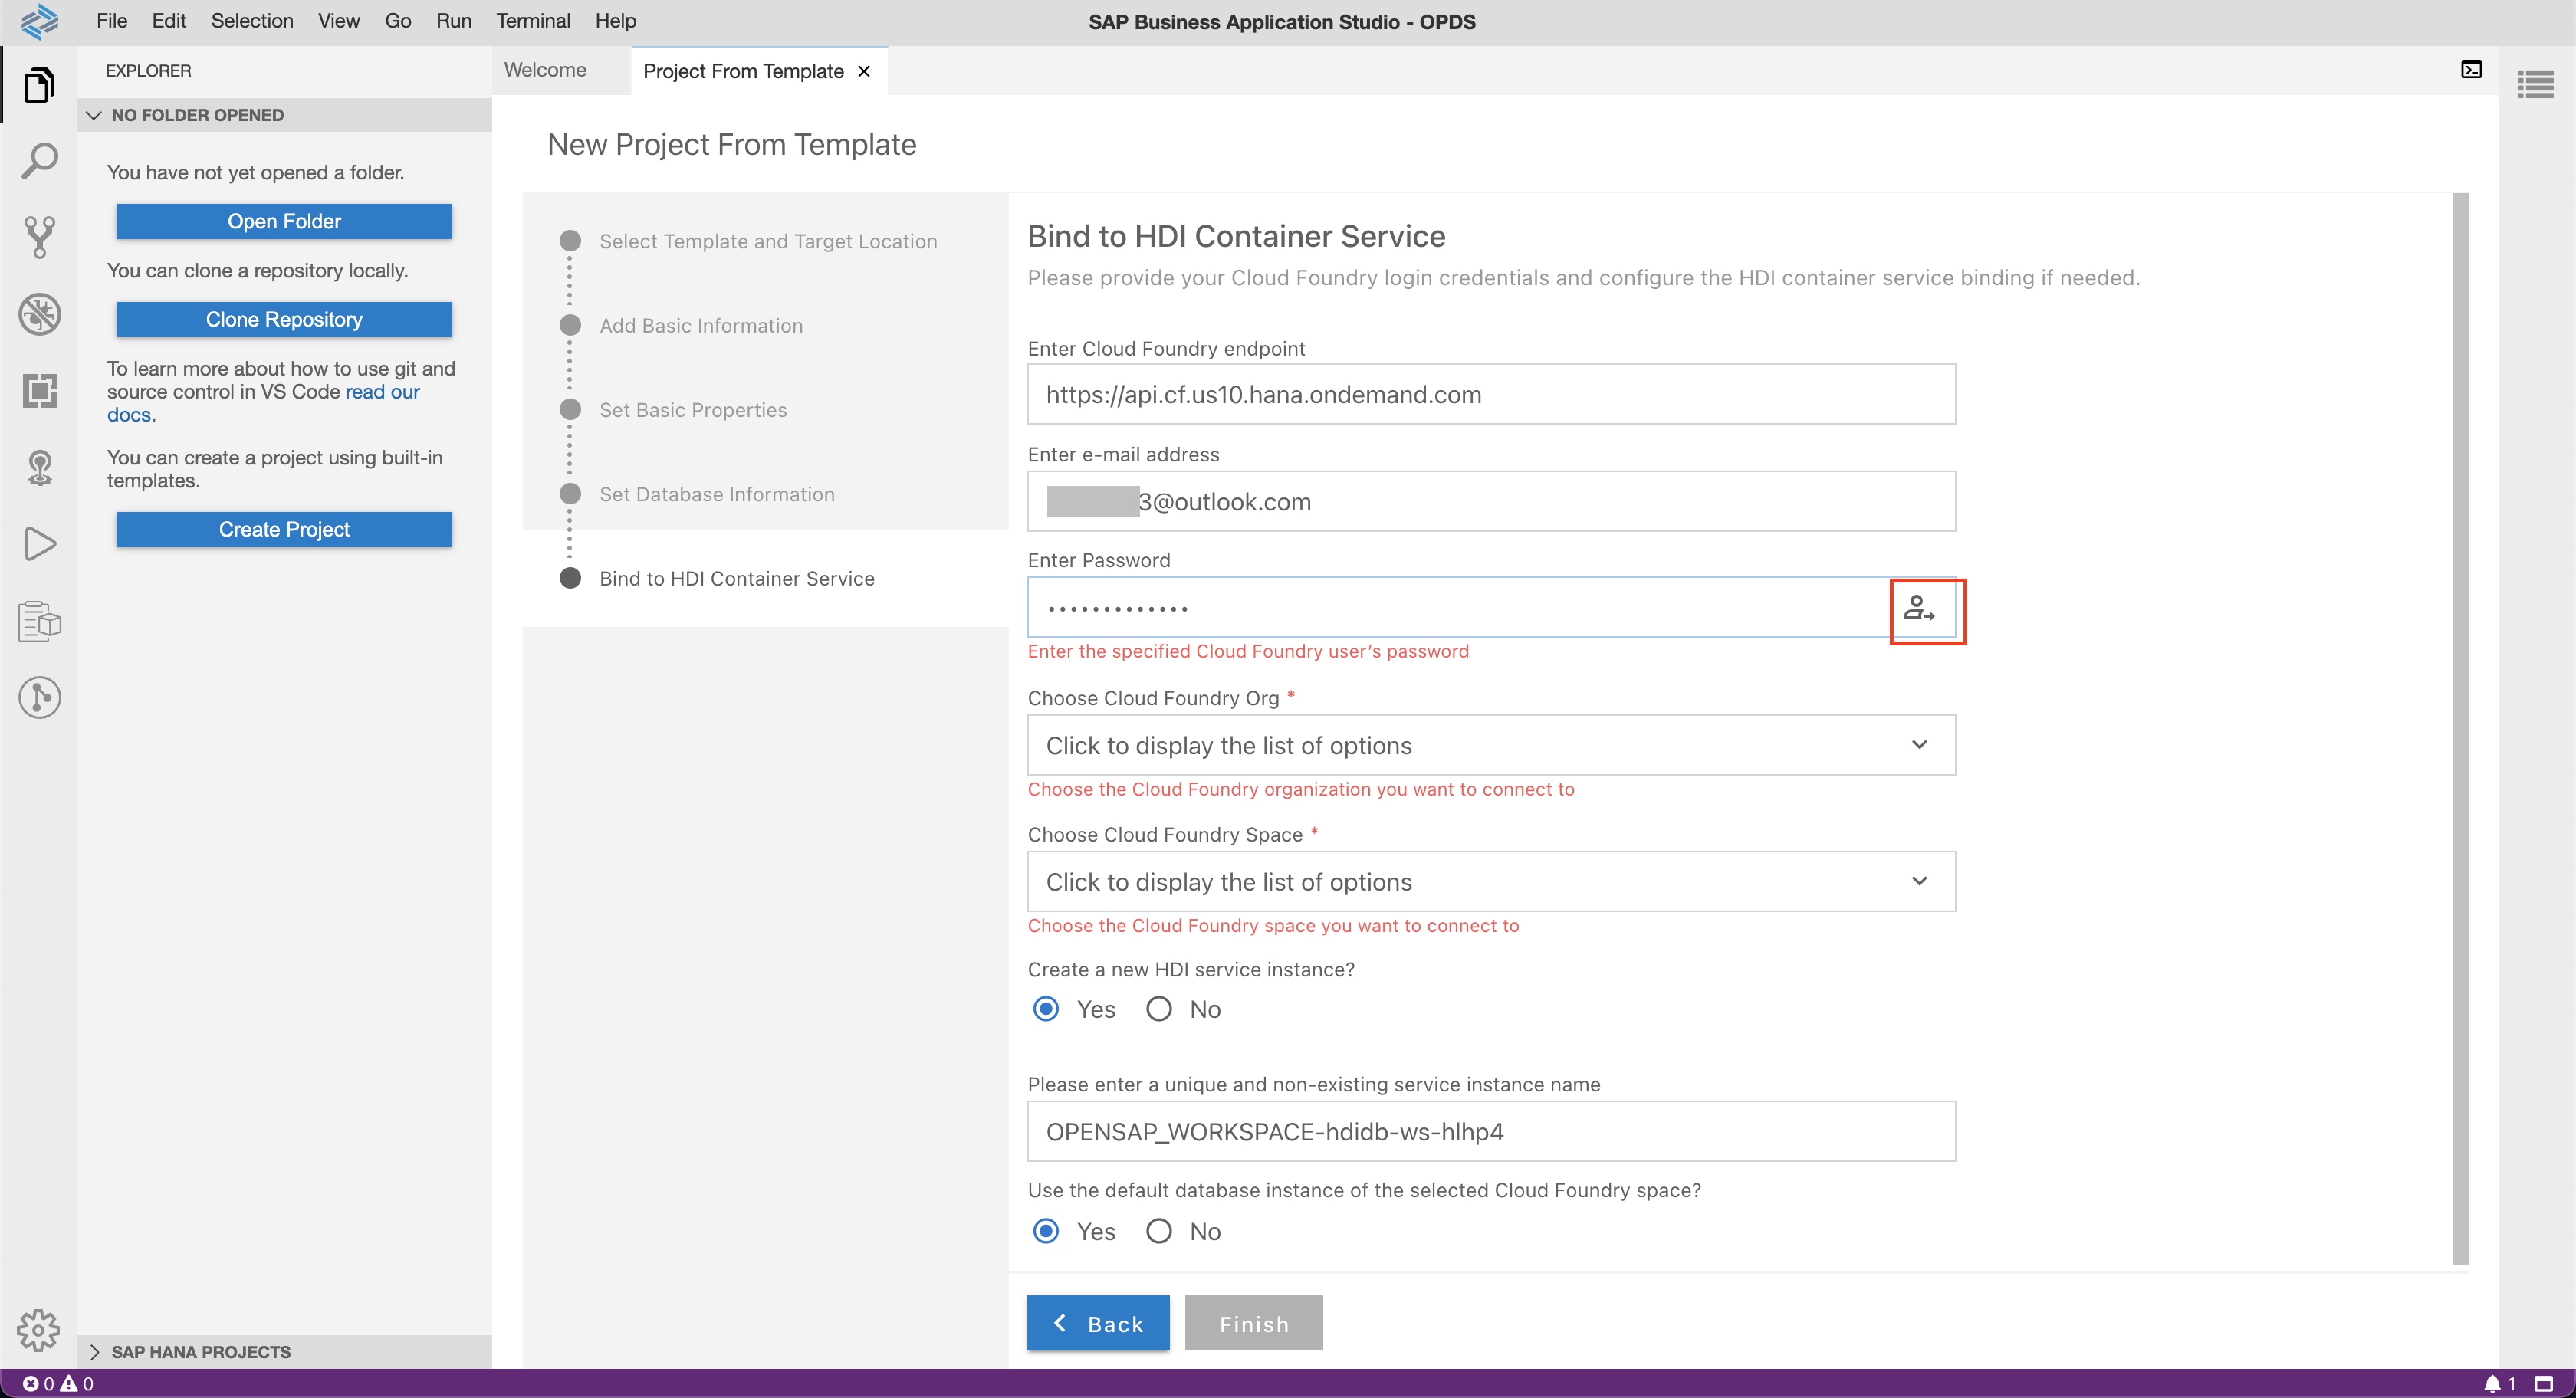 File Edit Selection View Go Run Terminal Help
SAP Business Application Studio - OPDS
EXPLORER
Welcome
Project From Template
NO FOLDER OPENED
You have not yet opened a folder.
Open Folder
You can clone a repository locally.
Clone Repository
To learn more about how to use git and
source control in VS Code read our
docs.
You can create a project using built-in
templates.
Create Project
SAP HANA PROJECTS
New Project From Template
Select Template and Target Location
Add Basic Information
Set Basic Properties
Set Database Information
Bind to HDI Container Service
Bind to HDI Container Service
Please provide your Cloud Foundry login credentials and configure the HDI container service binding if needed.
Enter Cloud Foundry endpoint
https://api.cf.us10.hana.ondemand.com
Enter e-mail address
3@outlook.com
Enter Password
•••••••••••••
Enter the specified Cloud Foundry user's password
Choose Cloud Foundry Org *
Click to display the list of options
Choose the Cloud Foundry organization you want to connect to
Choose Cloud Foundry Space *
Click to display the list of options
Choose the Cloud Foundry space you want to connect to
Create a new HDI service instance?
Yes No
Please enter a unique and non-existing service instance name
OPENSAP_WORKSPACE-hdidb-ws-hlhp4
Use the default database instance of the selected Cloud Foundry space?
Yes No
Back
Finish
0 0
1